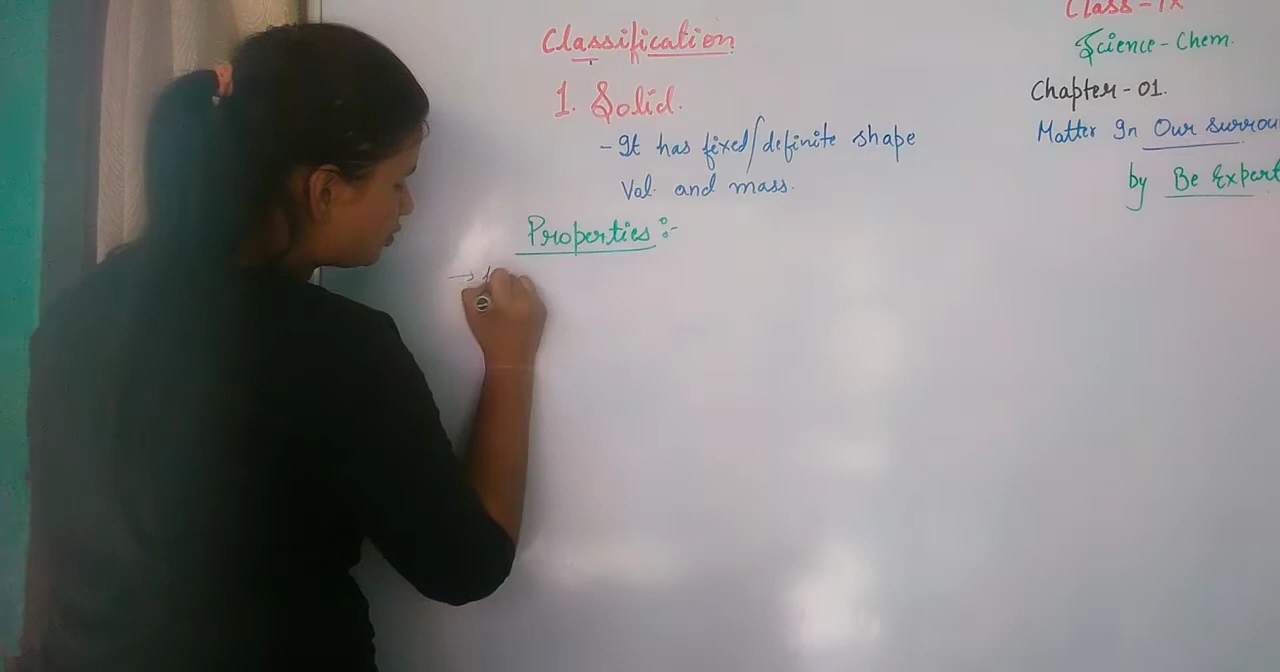 Classification
1. Solid.
- It has fixed/definite shape
Vol. and mass.
Properties :-
→
Class - IX
Science - Chem.
Chapter - 01.
Matter In Our Surrou
by Be Expert